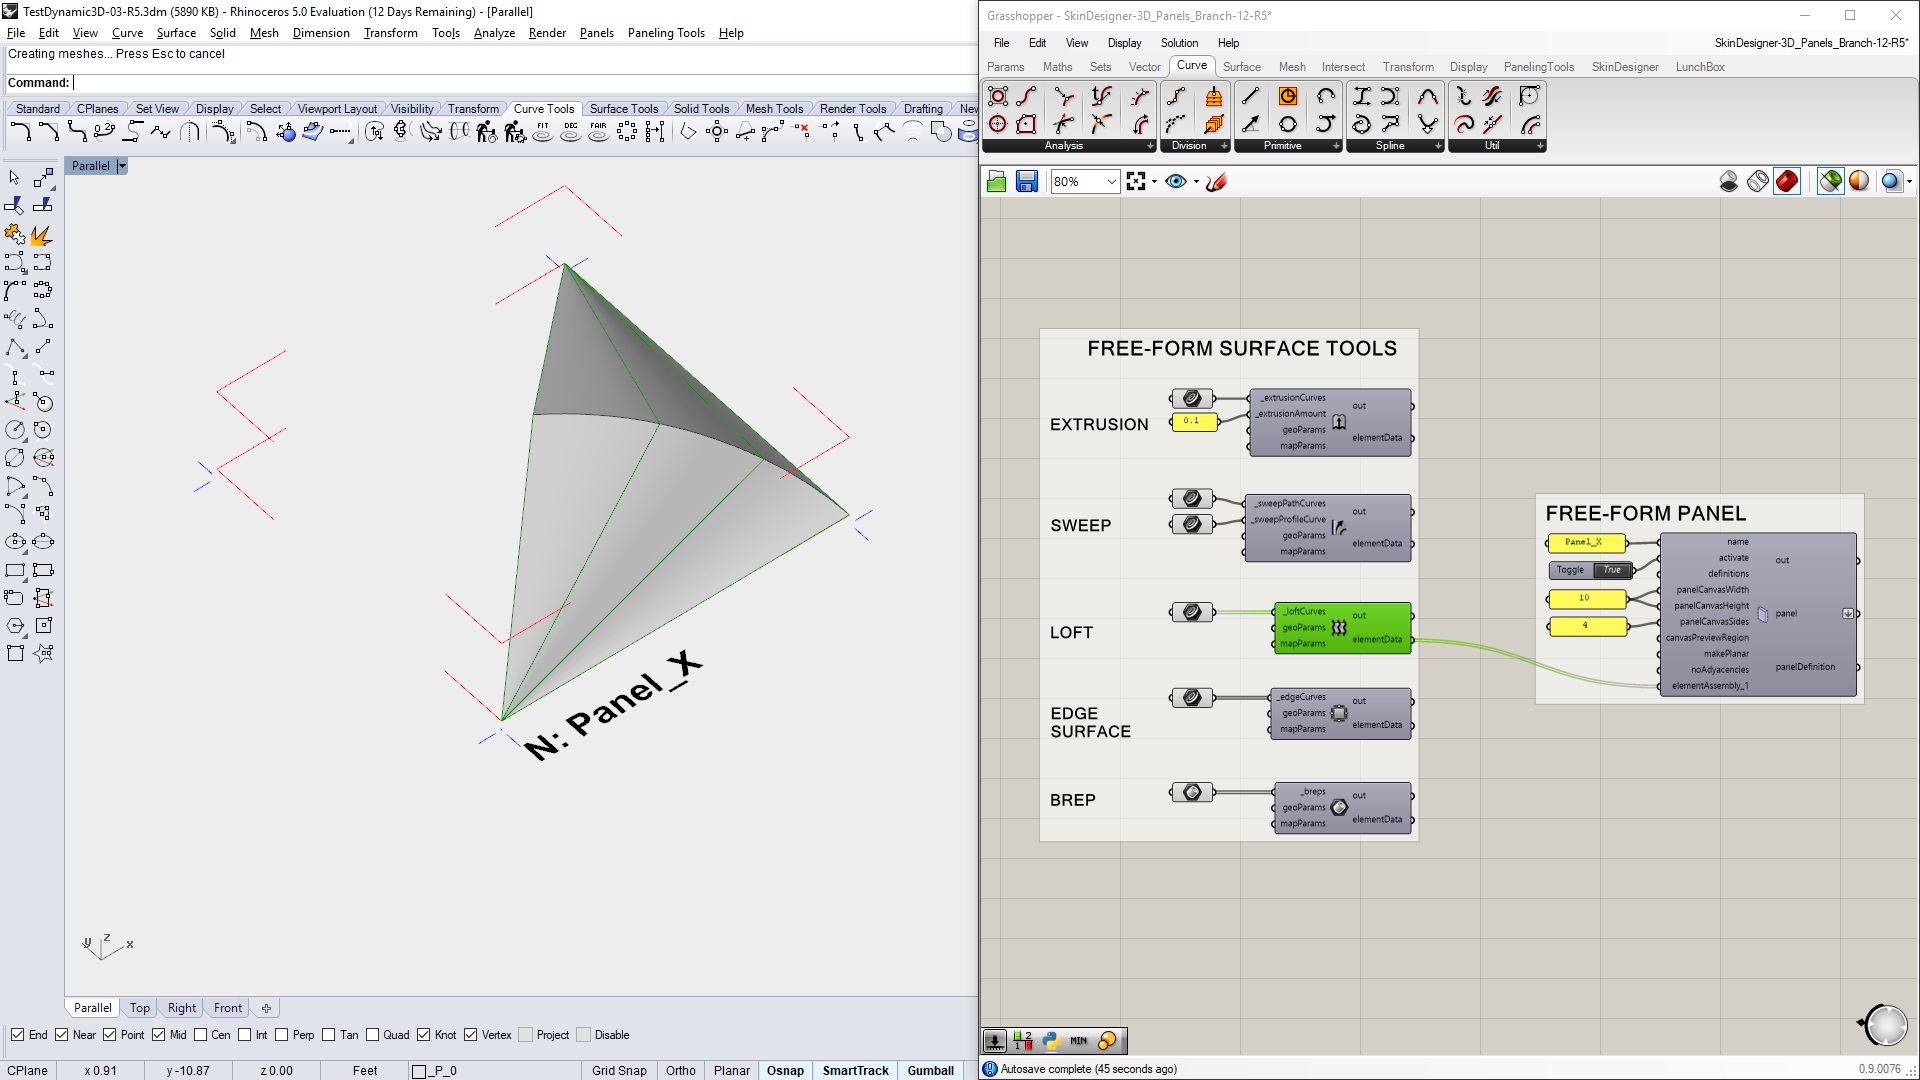 TestDynamic3D-03-R5.3dm (5890 KB) - Rhinoceros 5.0 Evaluation (12 Days Remaining) - [Parallel]
File Edit View Curve Surface Solid Mesh Dimension Transform Tools Analyze Render Panels Paneling Tools Help
Creating meshes... Press Esc to cancel
Command:
Standard CPlanes Set View Display Select Viewport Layout Visibility Transform Curve Tools Surface Tools Solid Tools Mesh Tools Render Tools Drafting Nev
FIT DEG FAIR
Parallel
N: Panel_X
z
y x
Parallel Top Right Front
End Near Point Mid Cen Int Perp Tan Quad Knot Vertex Project Disable
CPlane x 0.91 y -10.87 z 0.00 Feet _P_0 Grid Snap Ortho Planar Osnap SmartTrack Gumball
Grasshopper - SkinDesigner-3D_Panels_Branch-12-R5*
File Edit View Display Solution Help SkinDesigner-3D_Panels_Branch-12-R5*
Params Maths Sets Vector Curve Surface Mesh Intersect Transform Display PanelingTools SkinDesigner LunchBox
Analysis Division Primitive Spline Util
80%
FREE-FORM SURFACE TOOLS
EXTRUSION
0.1
_extrusionCurves
_extrusionAmount
geoParams
mapParams
out
elementData
SWEEP
_sweepPathCurves
_sweepProfileCurve
geoParams
mapParams
out
elementData
LOFT
_loftCurves
geoParams
mapParams
out
elementData
EDGE
SURFACE
_edgeCurves
geoParams
mapParams
out
elementData
BREP
_breps
geoParams
mapParams
out
elementData
FREE-FORM PANEL
Panel_X
Toggle True
10
4
name
activate
definitions
panelCanvasWidth
panelCanvasHeight
panelCanvasSides
canvasPreviewRegion
makePlanar
noAdyacencies
elementAssembly_1
out
panel
panelDefinition
1 2 MIN
Autosave complete (45 seconds ago) 0.9.0076